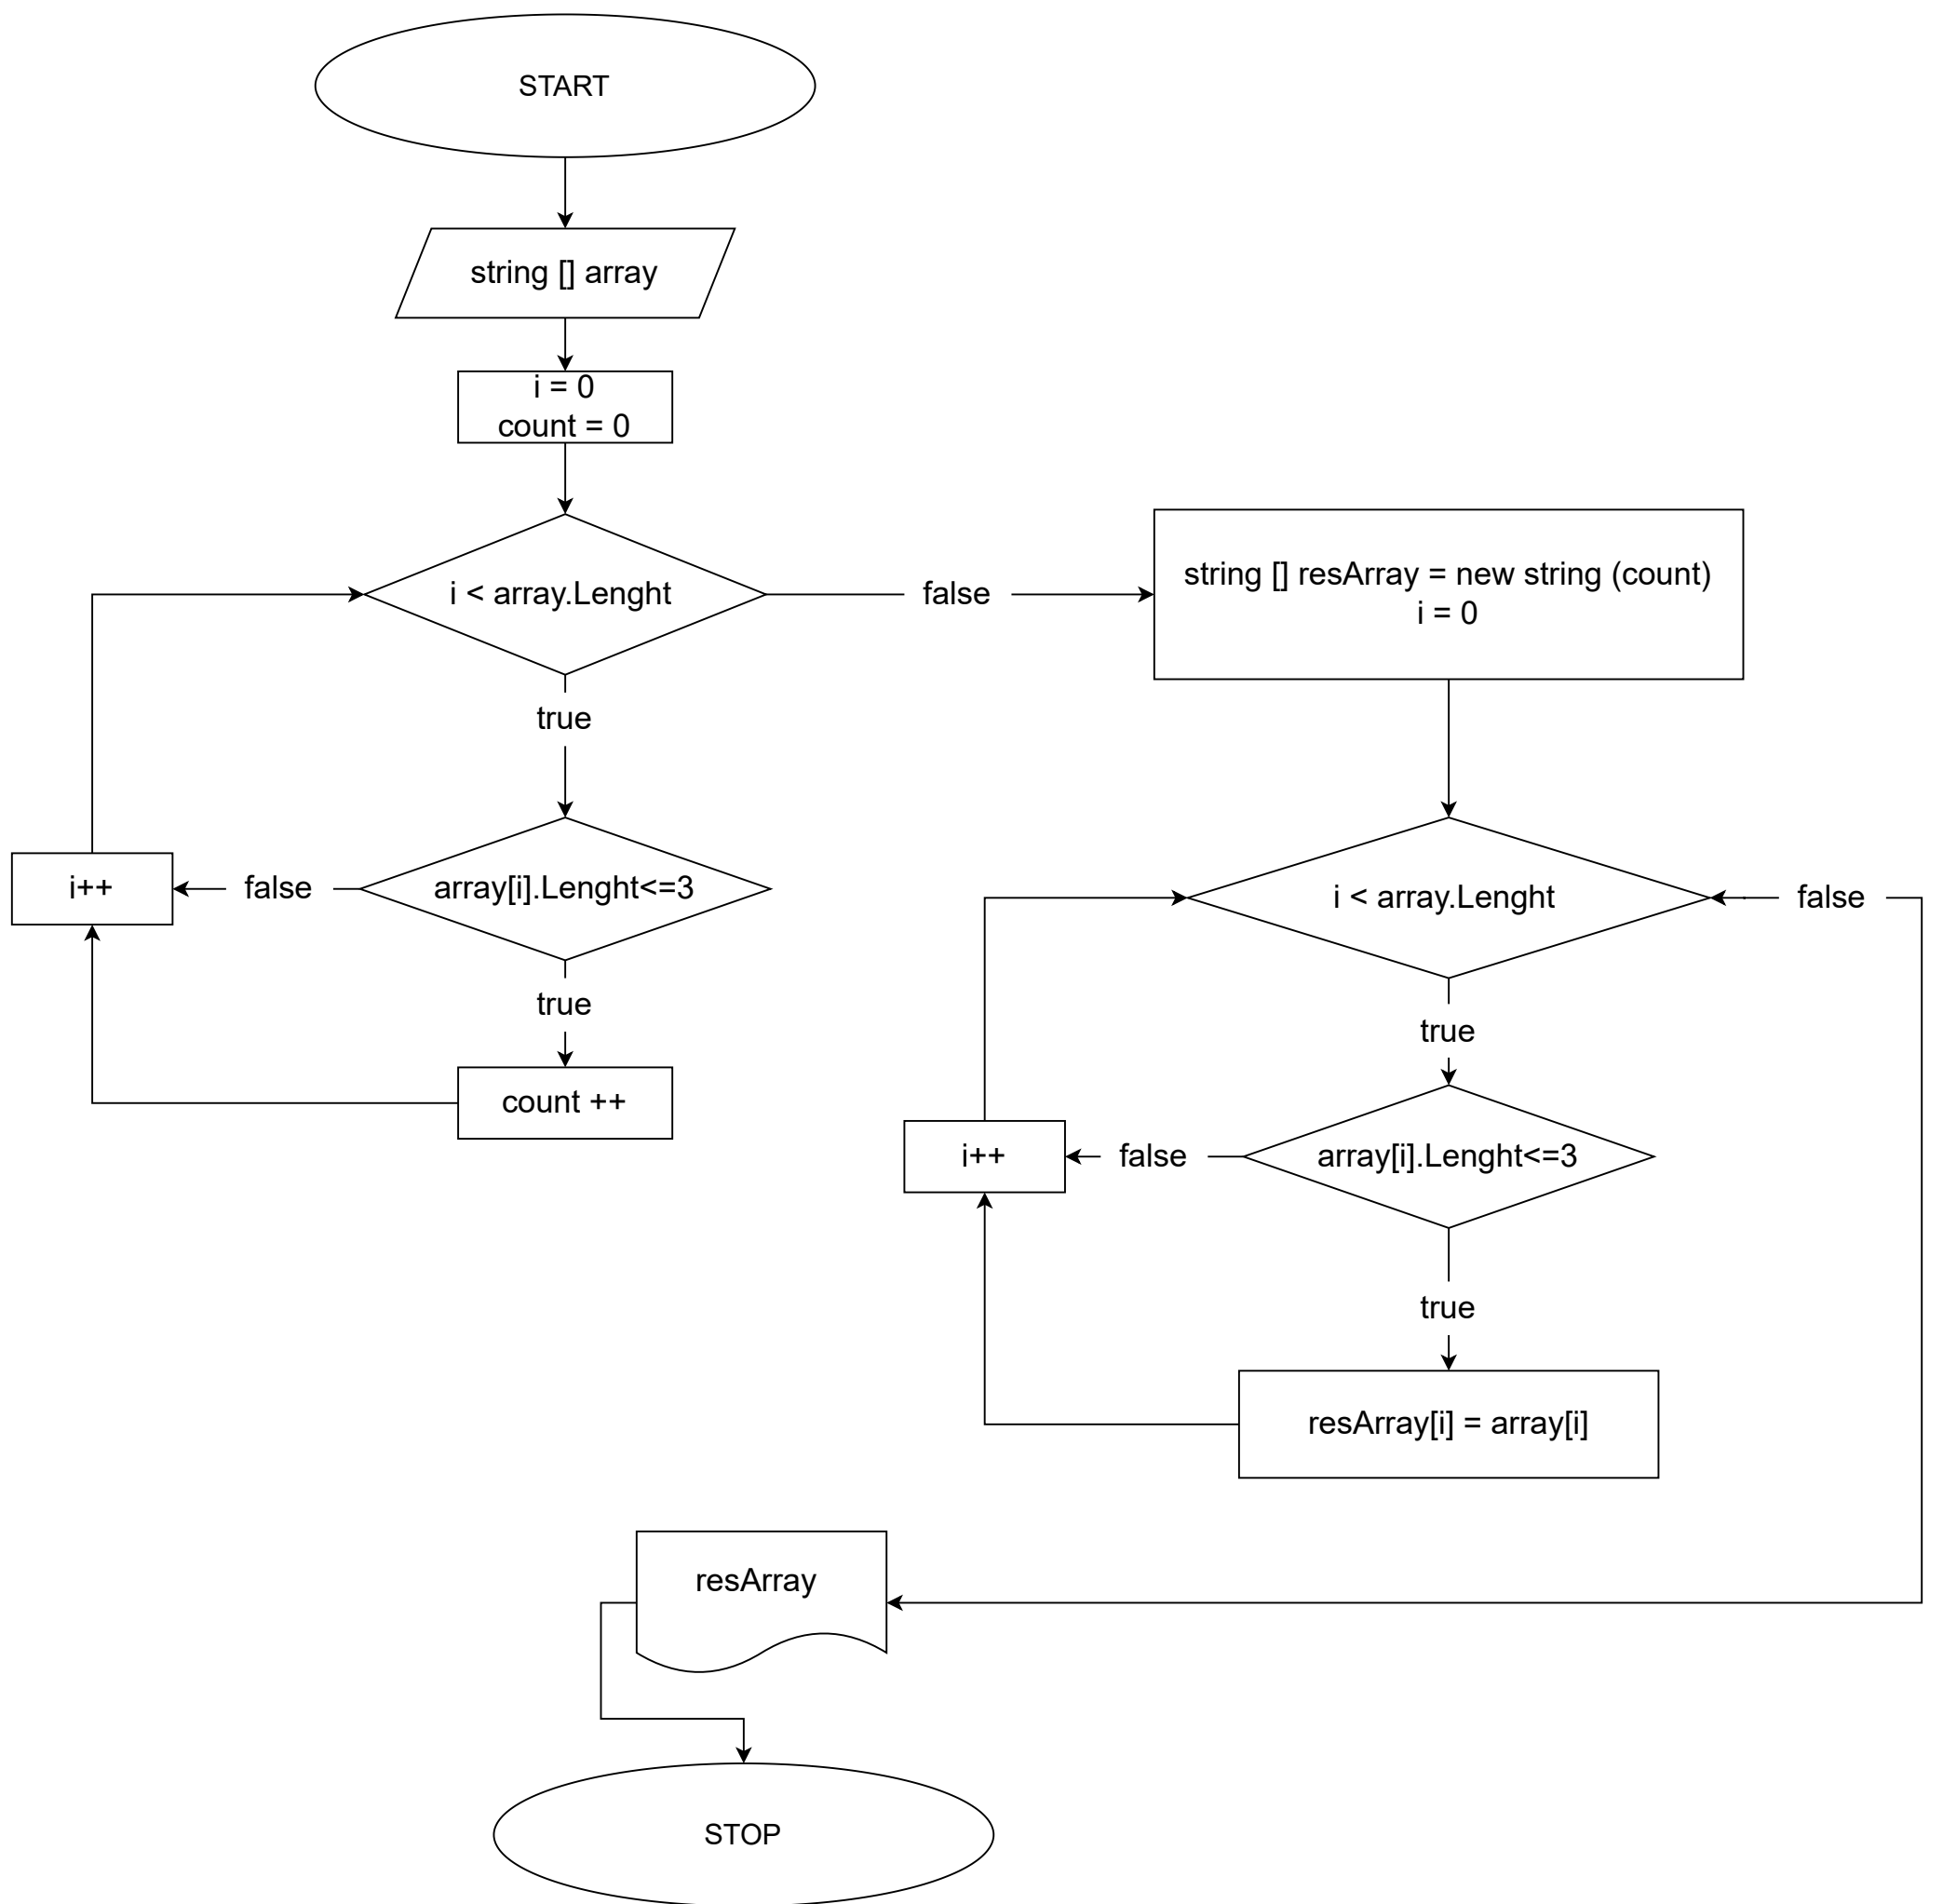 START
string [] array
i = 0
count = 0
i < array.Lenght
false
string [] resArray = new string (count)
i = 0
true
array[i].Lenght<=3
false
i++
true
count ++
i < array.Lenght
false
true
array[i].Lenght<=3
false
i++
true
resArray[i] = array[i]
resArray
STOP